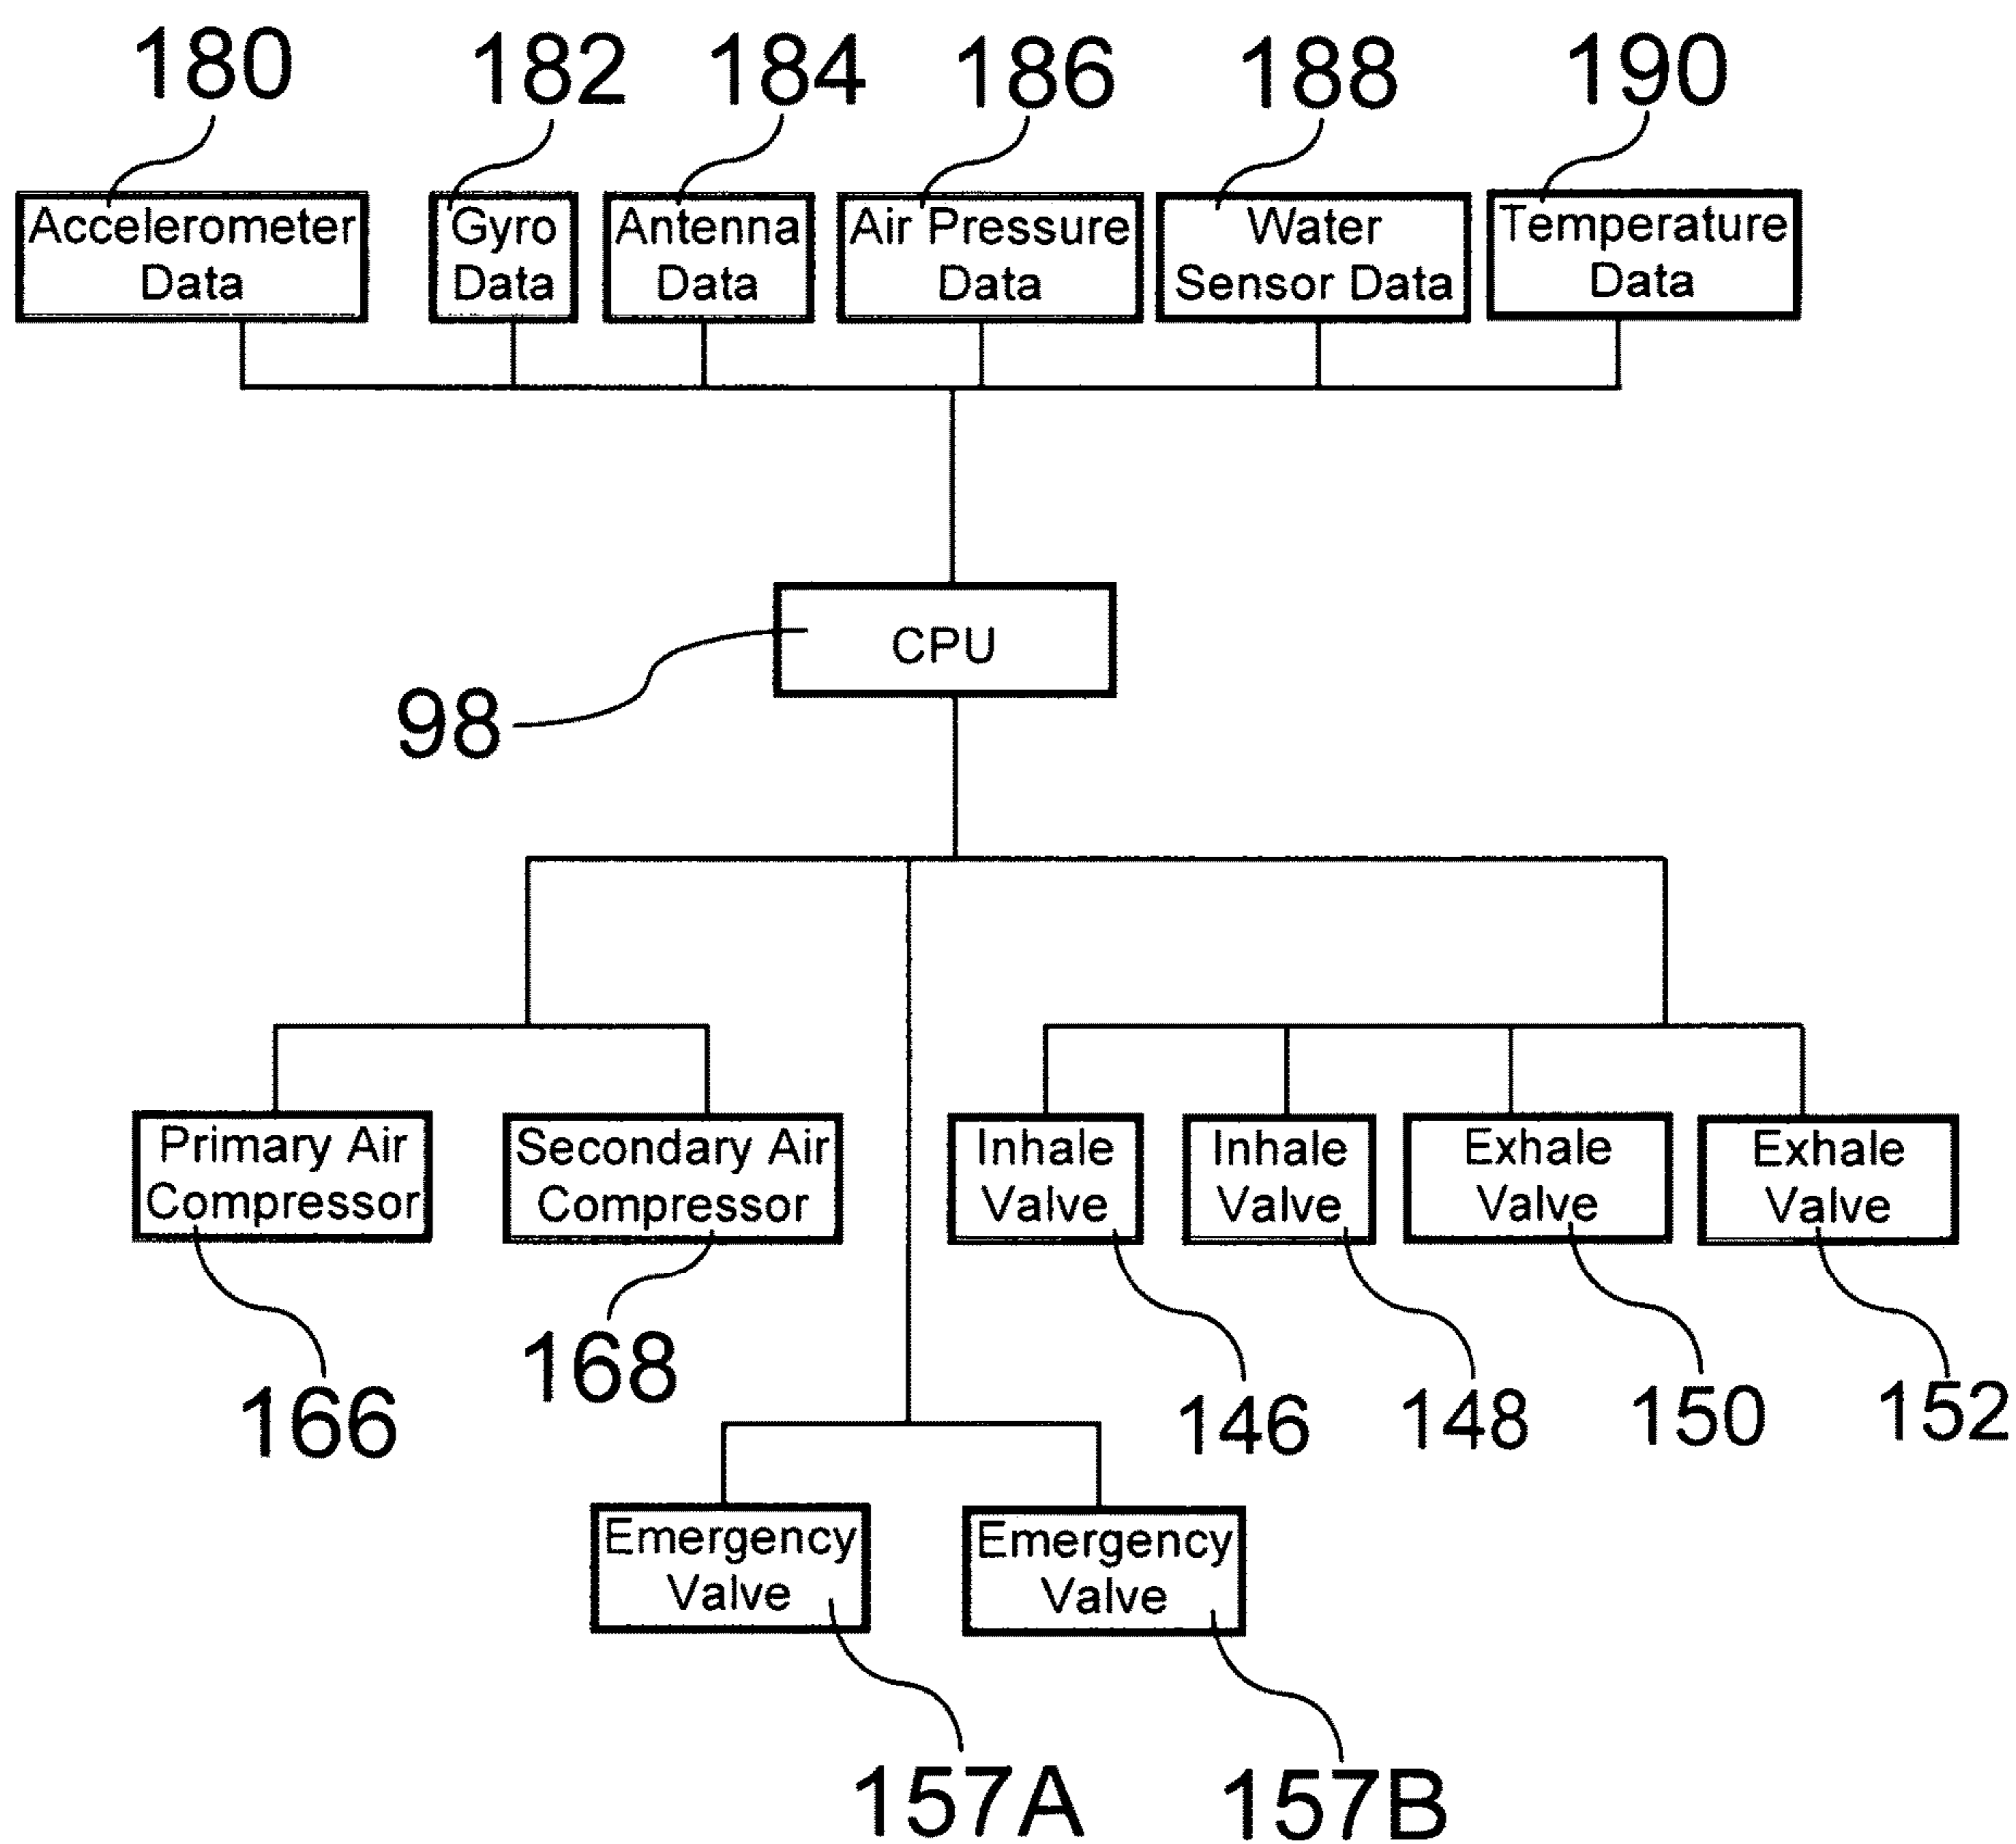 180 182 184 186 188 190
Accelerometer
Data
Gyro
Data
Antenna
Data
Air Pressure
Data
Water
Sensor Data
Temperature
Data
CPU
98
Primary Air
Compressor
Secondary Air
Compressor
Inhale
Valve
Inhale
Valve
Exhale
Valve
Exhale
Valve
166
168
146
148
150
152
Emergency
Valve
Emergency
Valve
157A
157B